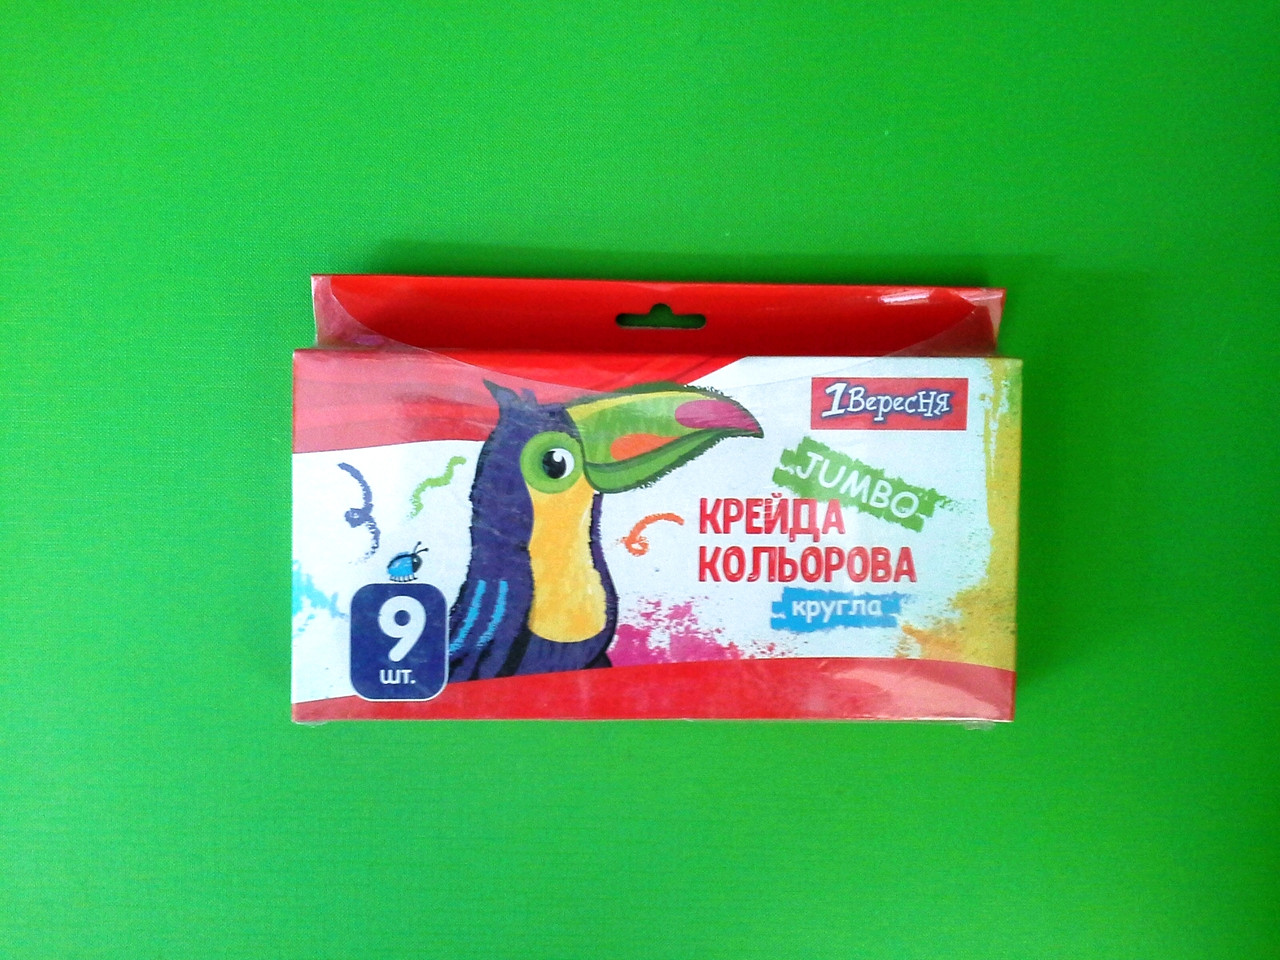 1Вересня
JUMBO
КРЕЙДА
КОЛЬОРОВА
кругла
9
шт.